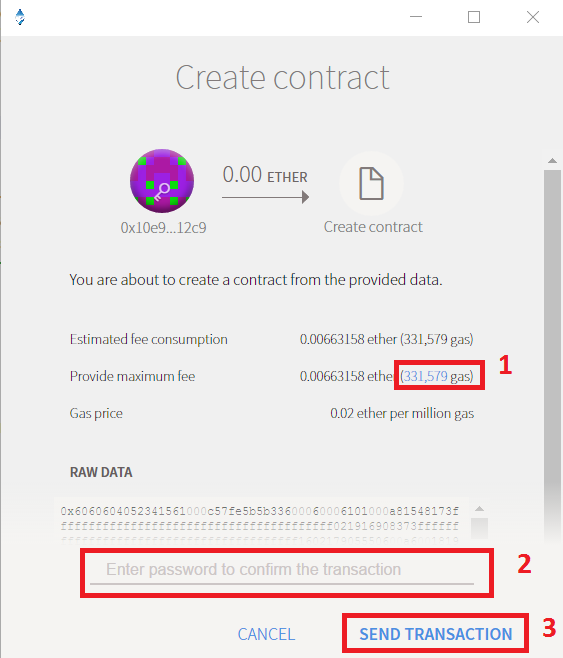 Create contract
0.00 ETHER
0x10e9...12c9
Create contract
You are about to create a contract from the provided data.
Estimated fee consumption 0.00663158 ether (331,579 gas)
Provide maximum fee 0.00663158 ether (331,579 gas) 1
Gas price 0.02 ether per million gas
RAW DATA
0x6060604052341561000c57fe5b5b336000600061010 00a81548173f
ffffffffffffffffffffffffffffffffffffff021916908373ffffff
Enter password to confirm the transaction 2
CANCEL SEND TRANSACTION 3